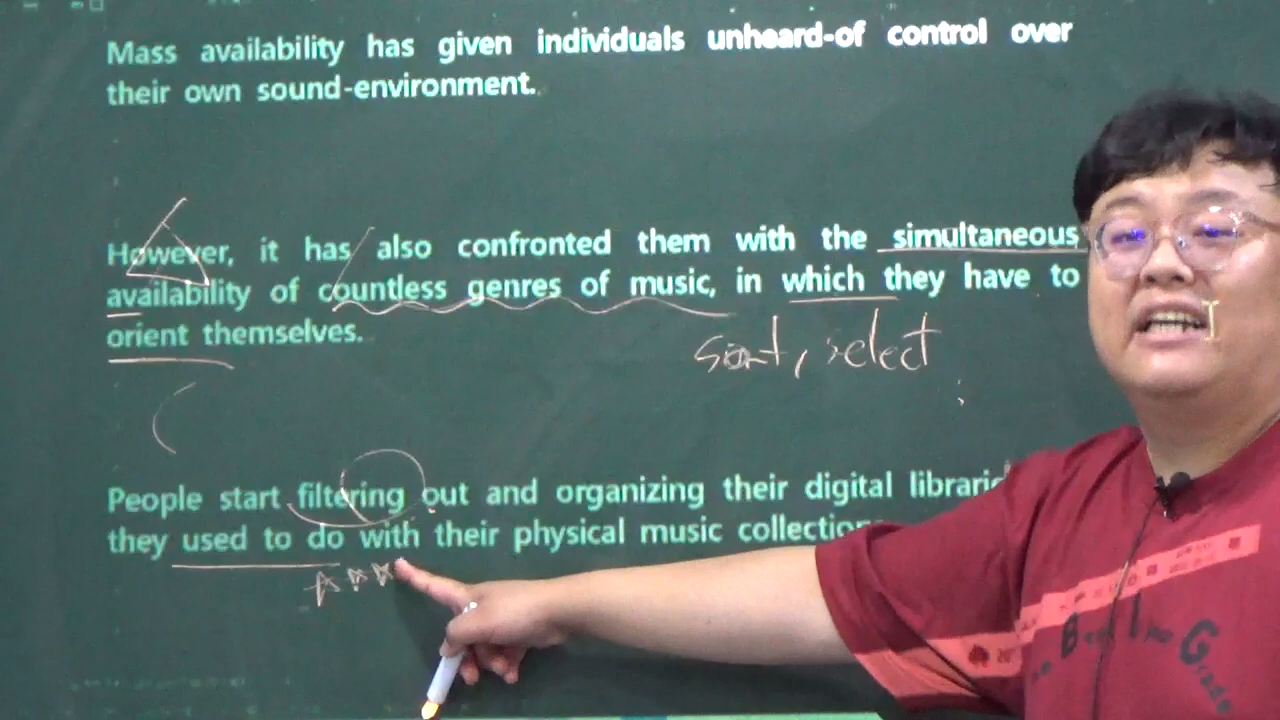 Mass availability has given individuals unheard-of control over
their own sound-environment.
However, it has also confronted them with the simultaneous
availability of countless genres of music, in which they have to
orient themselves.
sort, select
People start filtering out and organizing their digital
they used to do with their physical music